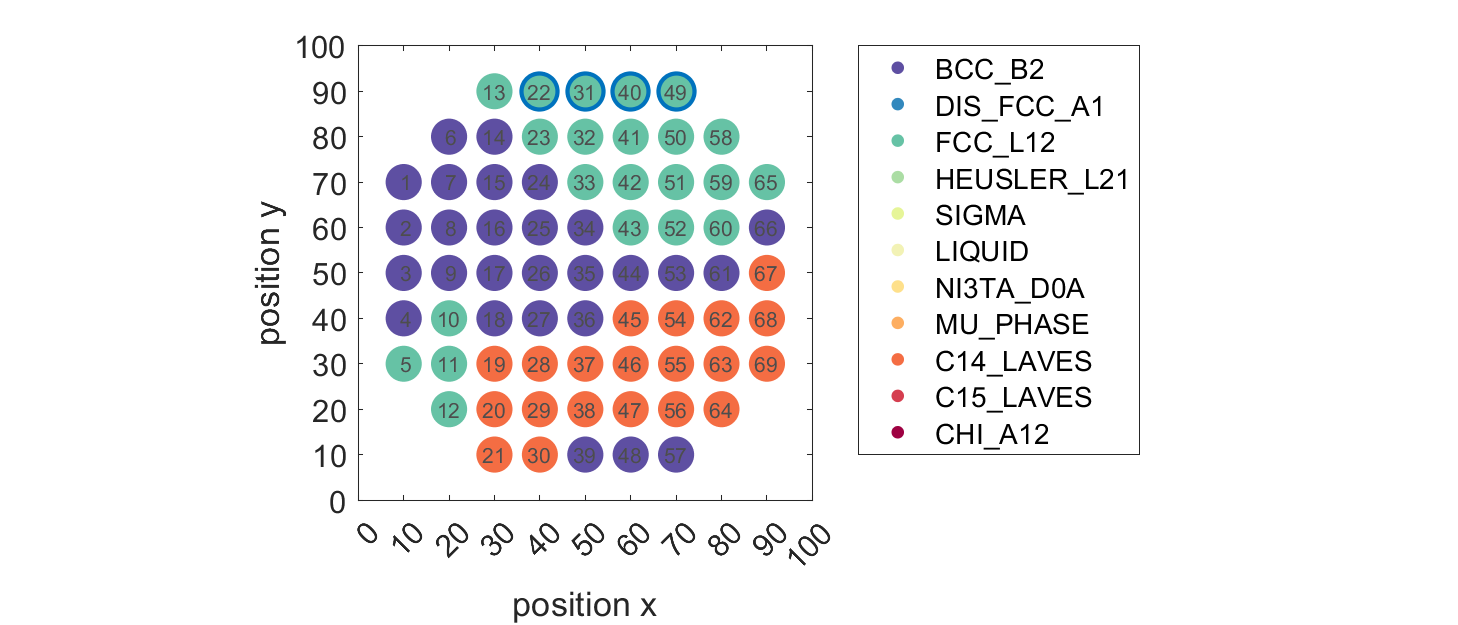 100
90
80
70
60
50
40
30
20
10
0
position y
13 22 31 40 49
6 14 23 32 41 50 58
1 7 15 24 33 42 51 59 65
2 8 16 25 34 43 52 60 66
3 9 17 26 35 44 53 61 67
4 10 18 27 36 45 54 62 68
5 11 19 28 37 46 55 63 69
12 20 29 38 47 56 64
21 30 39 48 57
0 10 20 30 40 50 60 70 80 90 100
position x
BCC_B2
DIS_FCC_A1
FCC_L12
HEUSLER_L21
SIGMA
LIQUID
NI3TA_D0A
MU_PHASE
C14_LAVES
C15_LAVES
CHI_A12